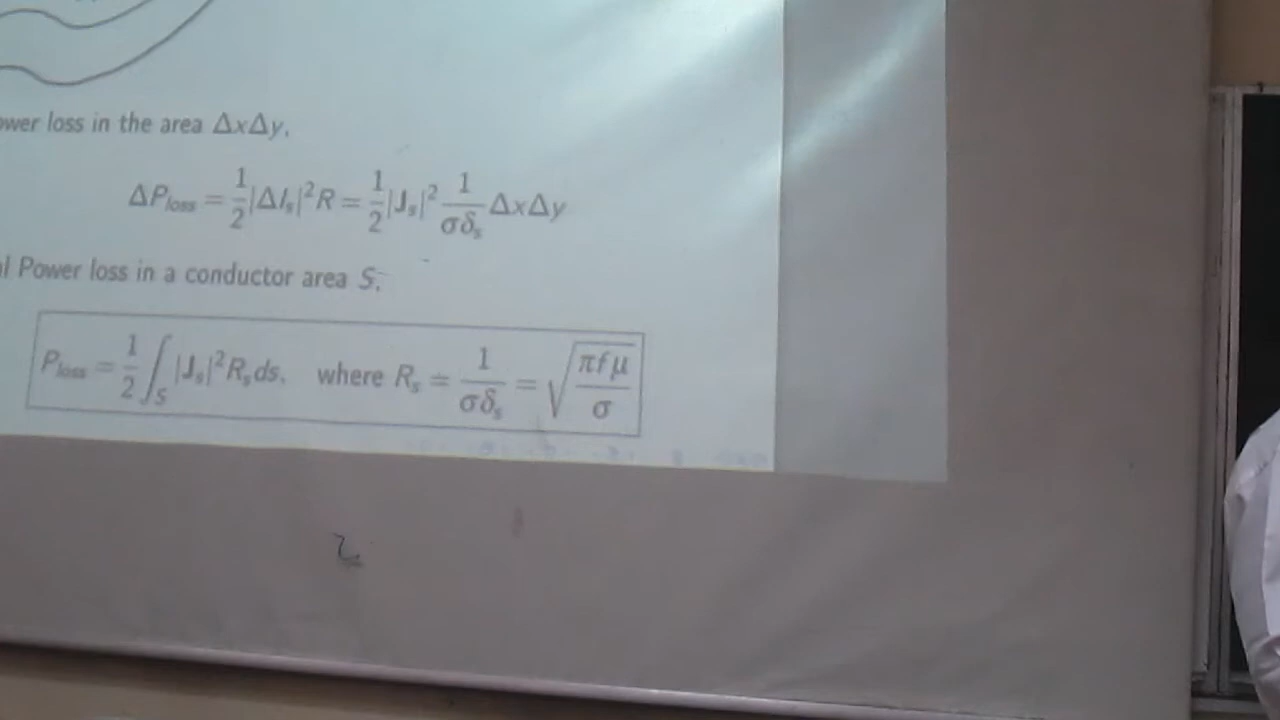 ower loss in the area ΔxΔy,
ΔP_loss = 1/2 |ΔI_s|² R = 1/2 |J_s|² 1/(σδ_s) ΔxΔy
l Power loss in a conductor area S,
P_loss = 1/2 ∫_S |J_s|² R_s ds, where R_s = 1/(σδ_s) = √(πfμ/σ)